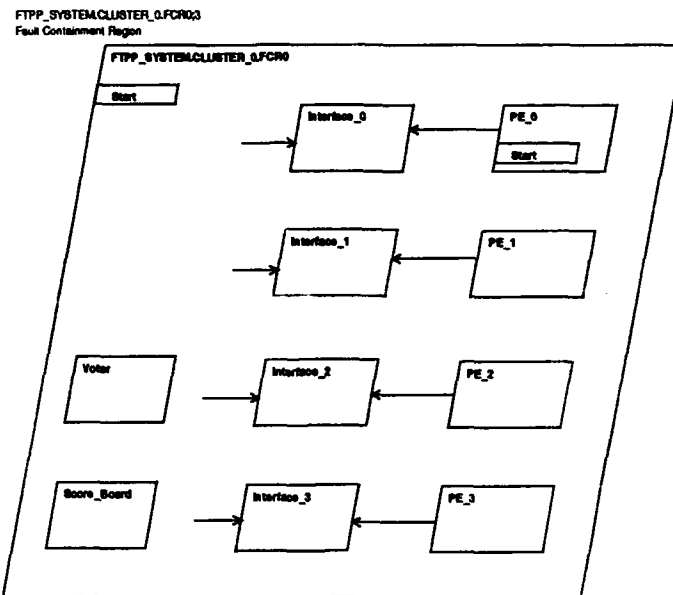 FTPP_SYSTEM.CLUSTER_0.FCR0;3
Fault Containment Region
FTPP_SYSTEM.CLUSTER_0.FCR0
Start
Interface_0
PE_0
Start
Interface_1
PE_1
Voter
Interface_2
PE_2
Score_Board
Interface_3
PE_3